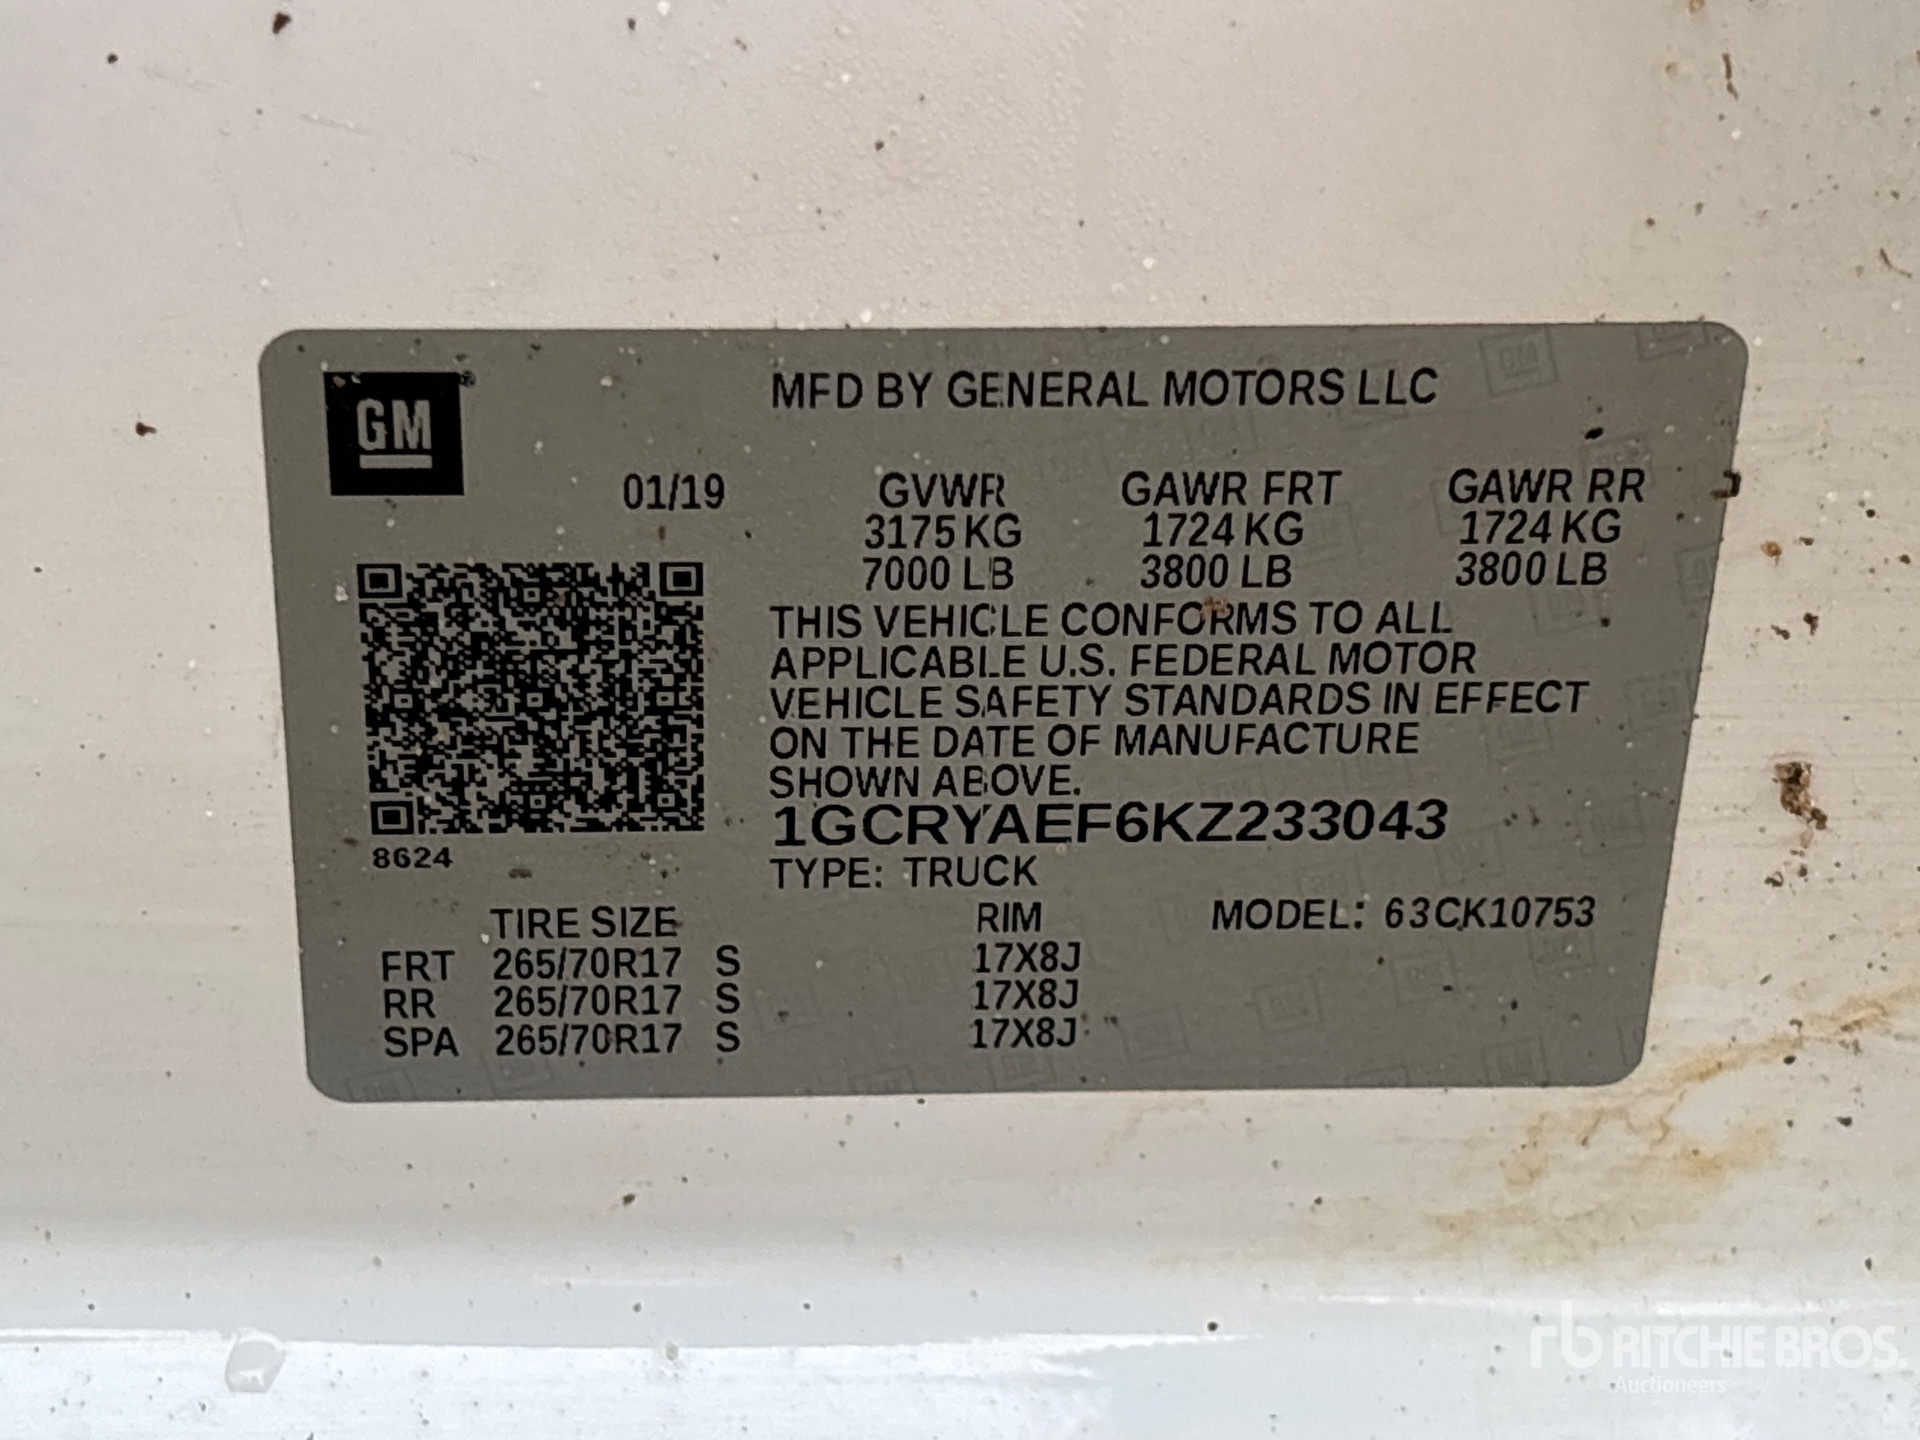 GM
MFD BY GENERAL MOTORS LLC
01/19 GVWR GAWR FRT GAWR RR
3175 KG 1724 KG 1724 KG
7000 LB 3800 LB 3800 LB
THIS VEHICLE CONFORMS TO ALL
APPLICABLE U.S. FEDERAL MOTOR
VEHICLE SAFETY STANDARDS IN EFFECT
ON THE DATE OF MANUFACTURE
SHOWN ABOVE.
1GCRYAEF6KZ233043
8624
TYPE: TRUCK
TIRE SIZE RIM MODEL: 63CK10753
FRT 265/70R17 S 17X8J
RR 265/70R17 S 17X8J
SPA 265/70R17 S 17X8J
rb RITCHIE BROS.
Auctioneers